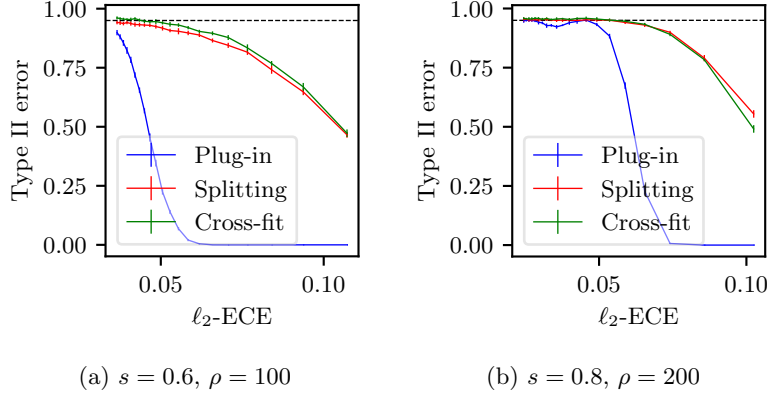 1.00
0.75
0.50
0.25
0.00
Type II error
Plug-in
Splitting
Cross-fit
0.05 0.10
ℓ₂-ECE
(a) s = 0.6, ρ = 100
1.00
0.75
0.50
0.25
0.00
Type II error
Plug-in
Splitting
Cross-fit
0.05 0.10
ℓ₂-ECE
(b) s = 0.8, ρ = 200